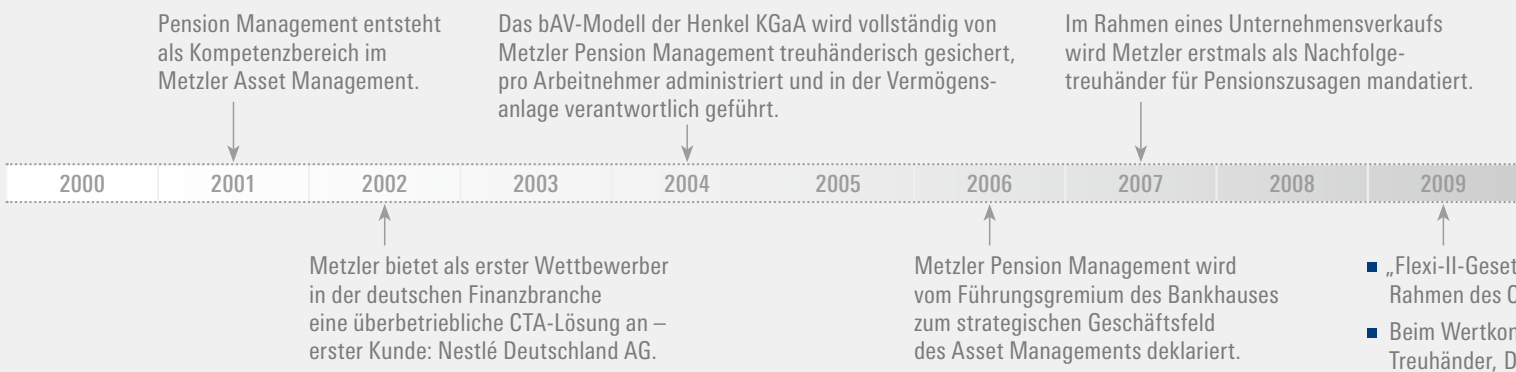 Pension Management entsteht
als Kompetenzbereich im
Metzler Asset Management.
Das bAV-Modell der Henkel KGaA wird vollständig von
Metzler Pension Management treuhänderisch gesichert,
pro Arbeitnehmer administriert und in der Vermögens-
anlage verantwortlich geführt.
Im Rahmen eines Unternehmensverkaufs
wird Metzler erstmals als Nachfolge-
treuhänder für Pensionszusagen mandatiert.
2000 2001 2002 2003 2004 2005 2006 2007 2008 2009
Metzler bietet als erster Wettbewerber
in der deutschen Finanzbranche
eine überbetriebliche CTA-Lösung an –
erster Kunde: Nestlé Deutschland AG.
Metzler Pension Management wird
vom Führungsgremium des Bankhauses
zum strategischen Geschäftsfeld
des Asset Managements deklariert.
■ „Flexi-II-Geset
Rahmen des
■ Beim Wertkon
Treuhänder, D